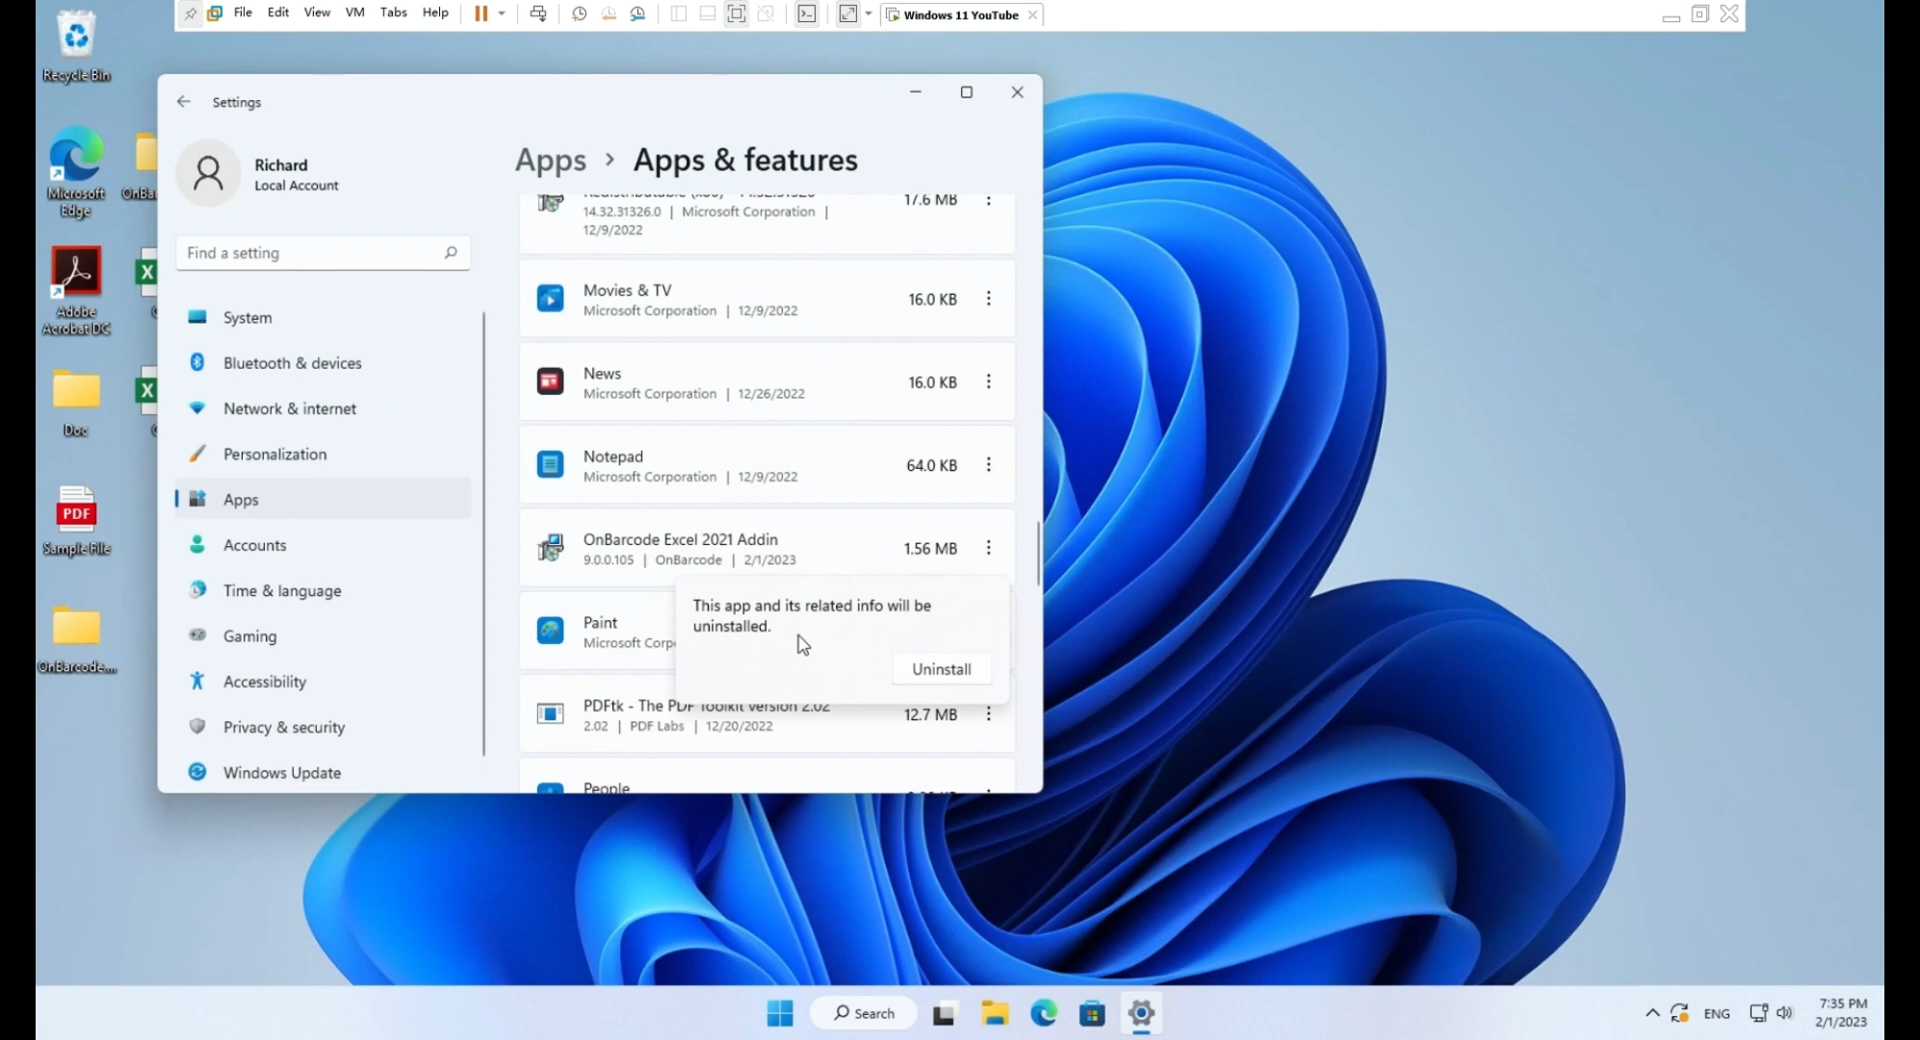 File Edit View VM Tabs Help
Windows 11 YouTube
Recycle Bin
Microsoft
Edge
Adobe
Acrobat DC
Doc
PDF
Sample File
OnBarcode....
OnBa
Settings
Richard
Local Account
Find a setting
System
Bluetooth & devices
Network & internet
Personalization
Apps
Accounts
Time & language
Gaming
Accessibility
Privacy & security
Windows Update
Apps > Apps & features
17.6 MB
14.32.31326.0 | Microsoft Corporation |
12/9/2022
Movies & TV
Microsoft Corporation | 12/9/2022
16.0 KB
News
Microsoft Corporation | 12/26/2022
16.0 KB
Notepad
Microsoft Corporation | 12/9/2022
64.0 KB
OnBarcode Excel 2021 Addin
9.0.0.105 | OnBarcode | 2/1/2023
1.56 MB
This app and its related info will be
uninstalled.
Uninstall
Paint
Microsoft Corp
PDFtk - The PDF Toolkit version 2.02
2.02 | PDF Labs | 12/20/2022
12.7 MB
People
Search
ENG
7:35 PM
2/1/2023